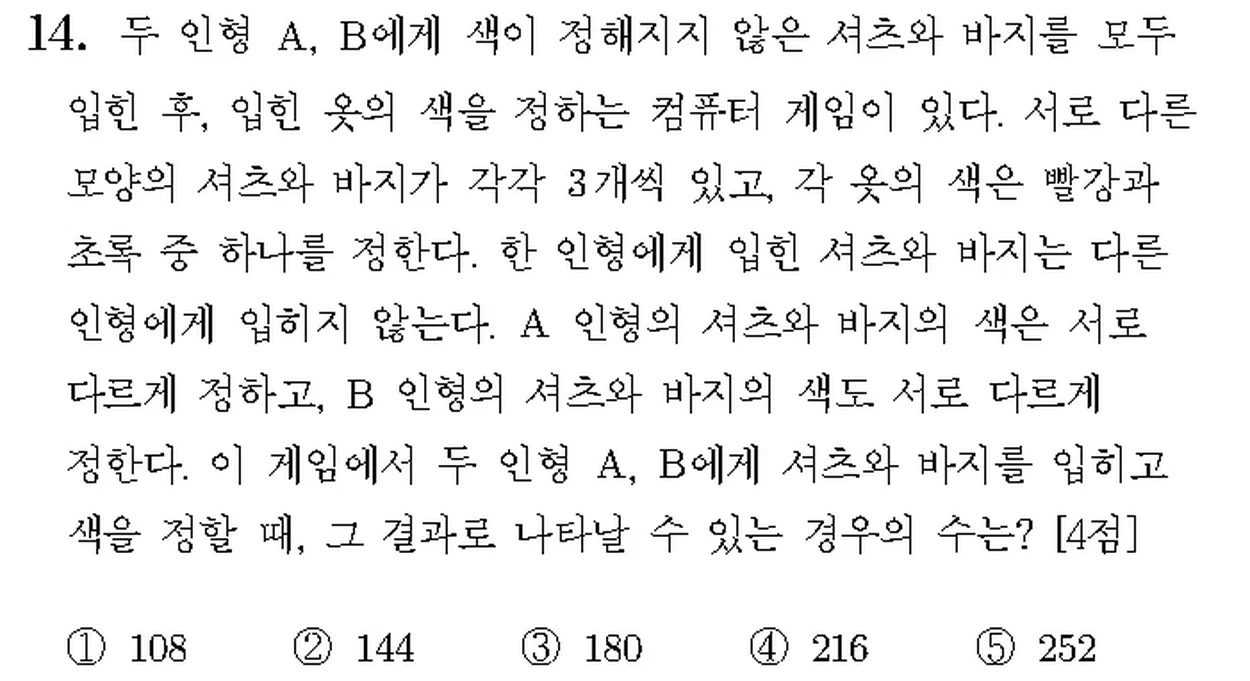 14. 두 인형 A, B에게 색이 정해지지 않은 셔츠와 바지를 모두
입힌 후, 입힌 옷의 색을 정하는 컴퓨터 게임이 있다. 서로 다른
모양의 셔츠와 바지가 각각 3개씩 있고, 각 옷의 색은 빨강과
초록 중 하나를 정한다. 한 인형에게 입힌 셔츠와 바지는 다른
인형에게 입히지 않는다. A 인형의 셔츠와 바지의 색은 서로
다르게 정하고, B 인형의 셔츠와 바지의 색도 서로 다르게
정한다. 이 게임에서 두 인형 A, B에게 셔츠와 바지를 입히고
색을 정할 때, 그 결과로 나타날 수 있는 경우의 수는? [4점]
① 108 ② 144 ③ 180 ④ 216 ⑤ 252